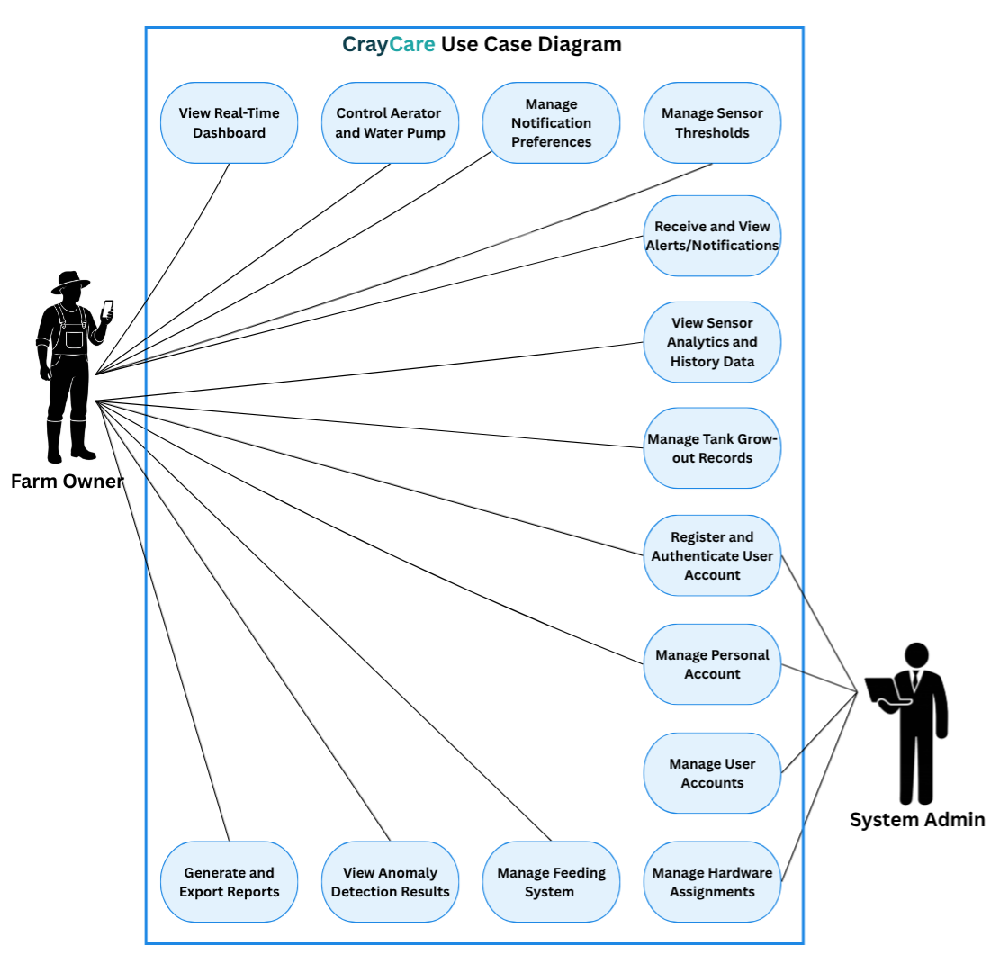 CrayCare Use Case Diagram
View Real-Time
Dashboard
Control Aerator
and Water Pump
Manage
Notification
Preferences
Manage Sensor
Thresholds
Receive and View
Alerts/Notifications
View Sensor
Analytics and
History Data
Manage Tank Grow-
out Records
Farm Owner
Register and
Authenticate User
Account
Manage Personal
Account
Manage User
Accounts
System Admin
Generate and
Export Reports
View Anomaly
Detection Results
Manage Feeding
System
Manage Hardware
Assignments